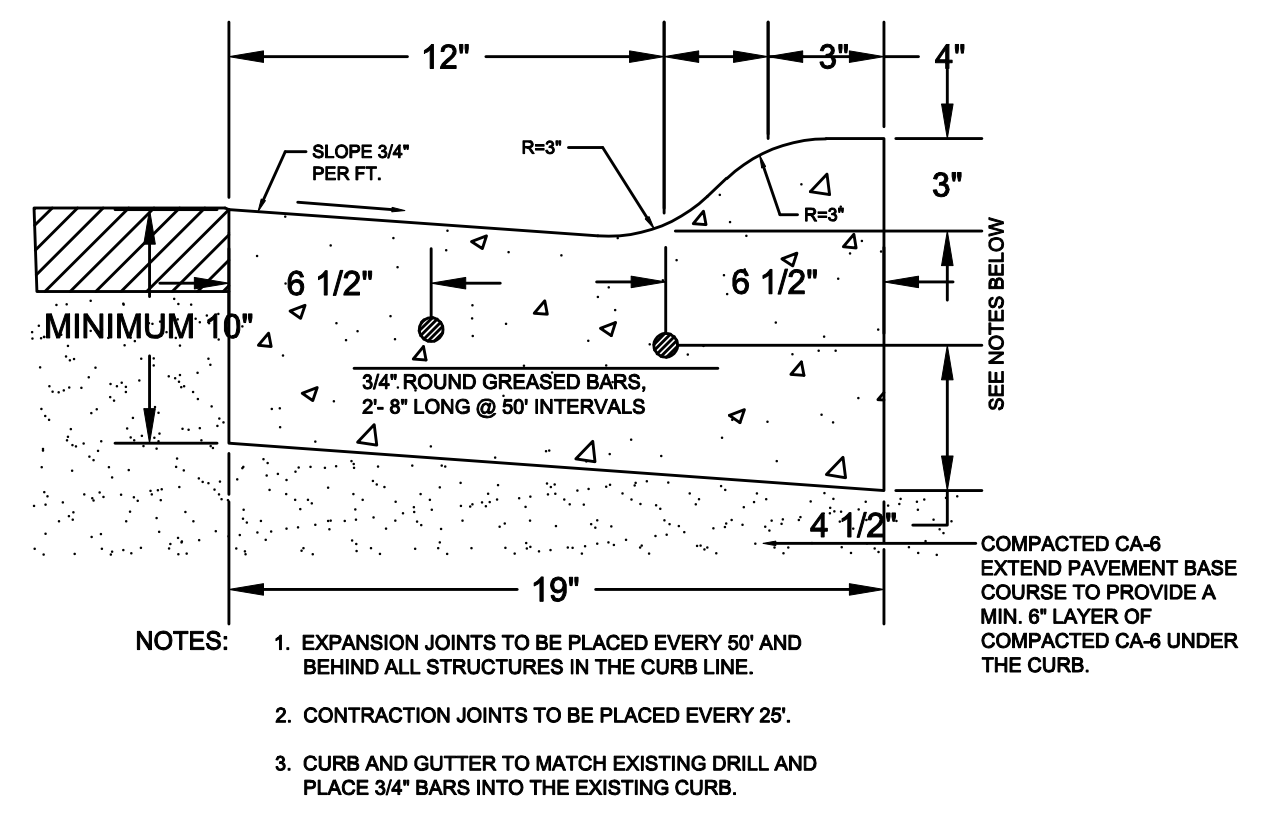 12"
3"
4"
SLOPE 3/4"
PER FT.
R=3"
3"
R=3"
SEE NOTES BELOW
6 1/2"
6 1/2"
MINIMUM 10"
3/4" ROUND GREASED BARS,
2'- 8" LONG @ 50' INTERVALS
4 1/2"
COMPACTED CA-6
EXTEND PAVEMENT BASE
COURSE TO PROVIDE A
MIN. 6" LAYER OF
COMPACTED CA-6 UNDER
THE CURB.
19"
NOTES:
1. EXPANSION JOINTS TO BE PLACED EVERY 50' AND
BEHIND ALL STRUCTURES IN THE CURB LINE.
2. CONTRACTION JOINTS TO BE PLACED EVERY 25'.
3. CURB AND GUTTER TO MATCH EXISTING DRILL AND
PLACE 3/4" BARS INTO THE EXISTING CURB.